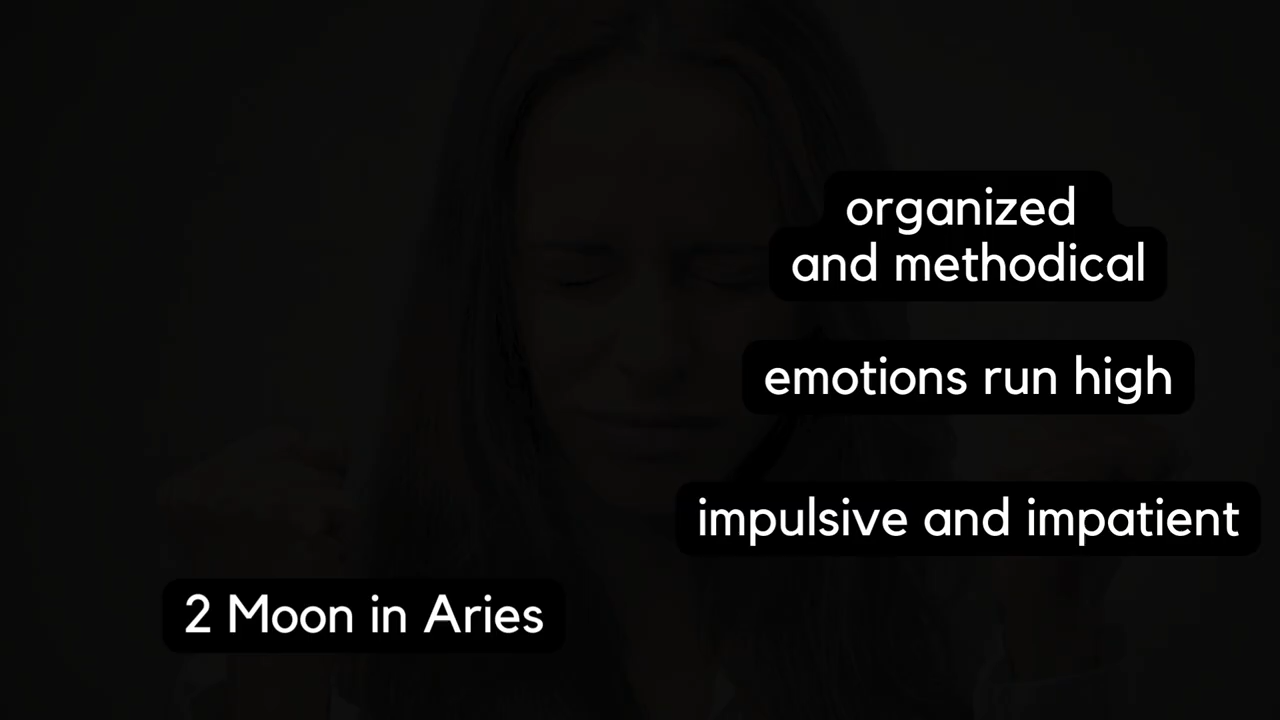 organized
and methodical
emotions run high
impulsive and impatient
2 Moon in Aries